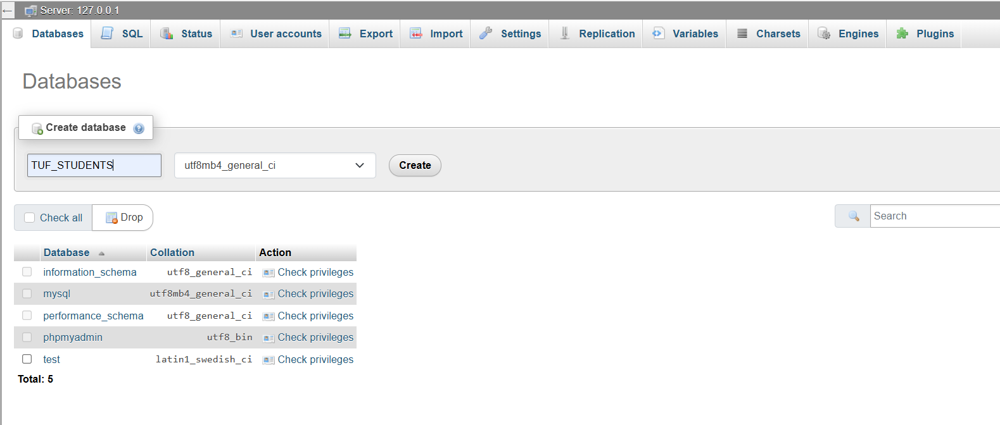 Server: 127.0.0.1
Databases SQL Status User accounts Export Import Settings Replication Variables Charsets Engines Plugins
Databases
Create database
TUF_STUDENTS utf8mb4_general_ci Create
Check all Drop Search
Database Collation Action
information_schema utf8_general_ci Check privileges
mysql utf8mb4_general_ci Check privileges
performance_schema utf8_general_ci Check privileges
phpmyadmin utf8_bin Check privileges
test latin1_swedish_ci Check privileges
Total: 5